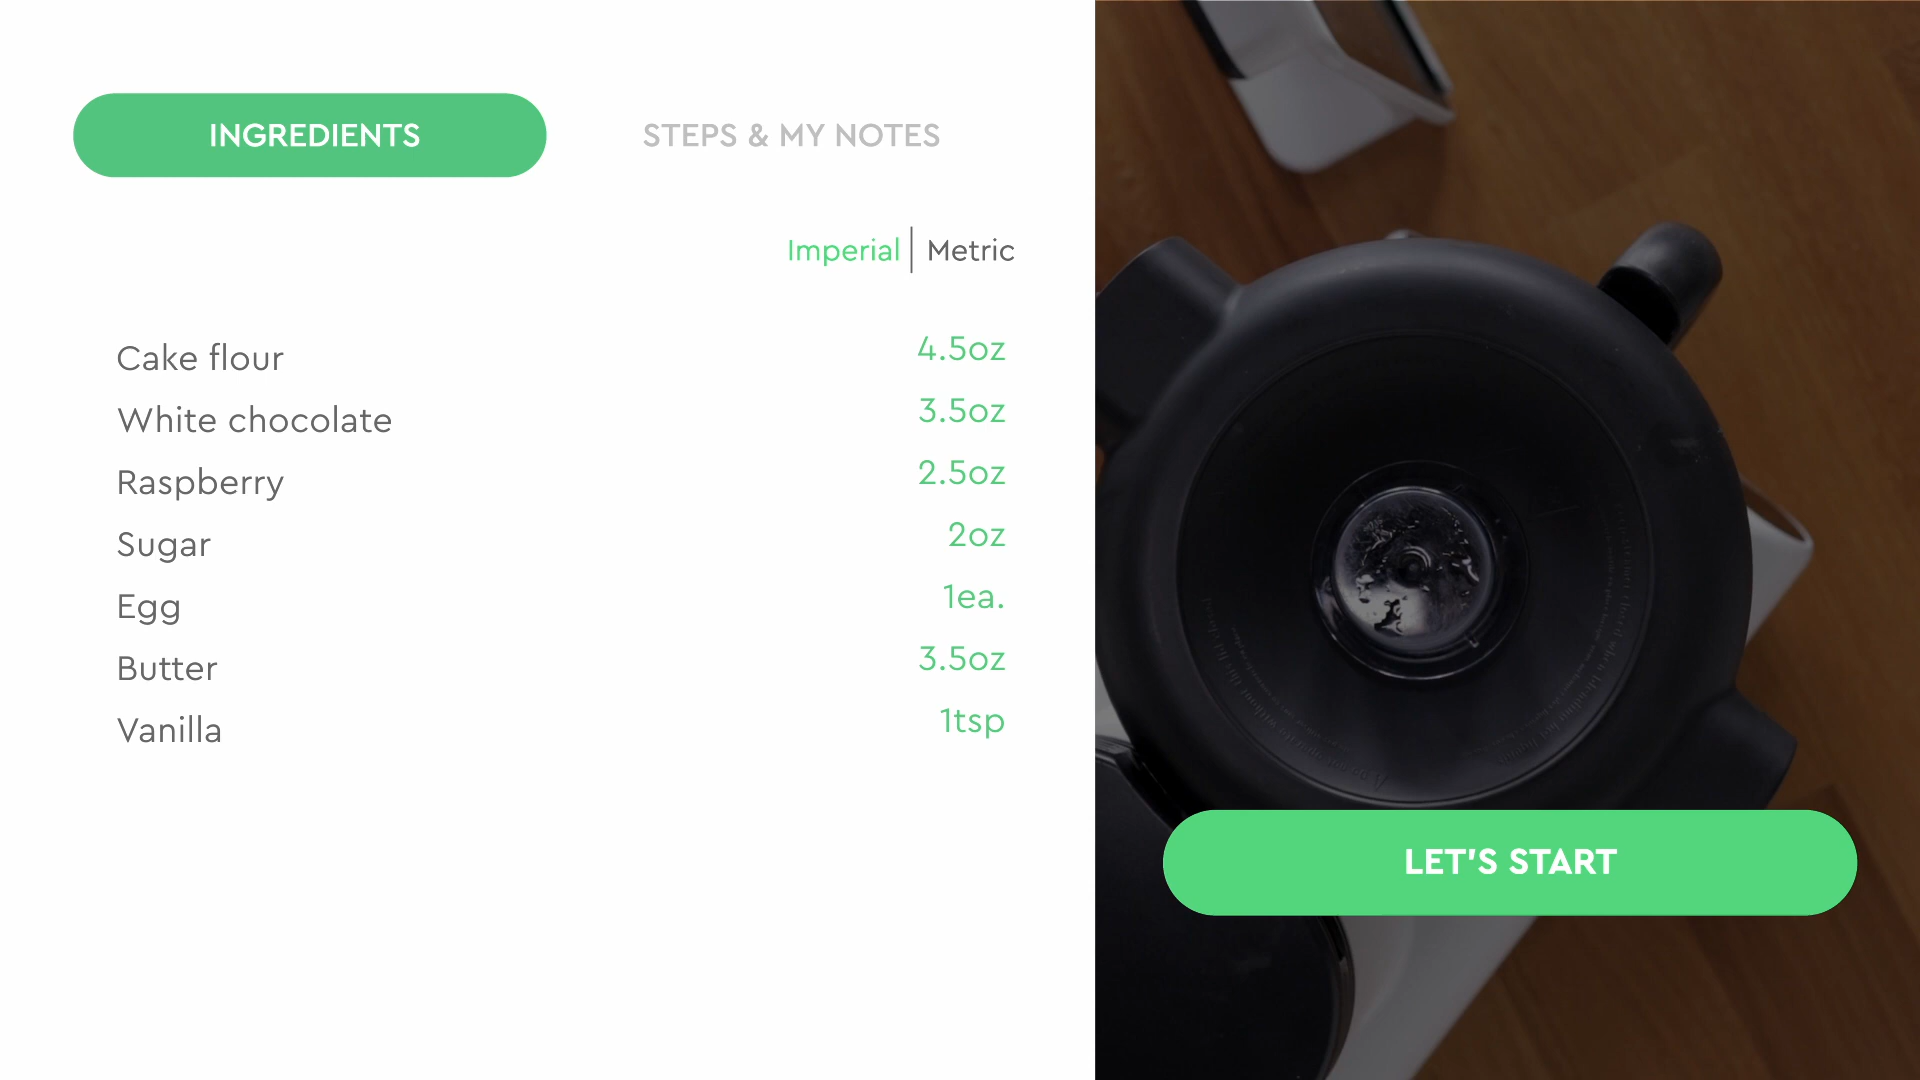 INGREDIENTS STEPS & MY NOTES
Imperial | Metric
Cake flour 4.5oz
White chocolate 3.5oz
Raspberry 2.5oz
Sugar 2oz
Egg 1ea.
Butter 3.5oz
Vanilla 1tsp
LET'S START